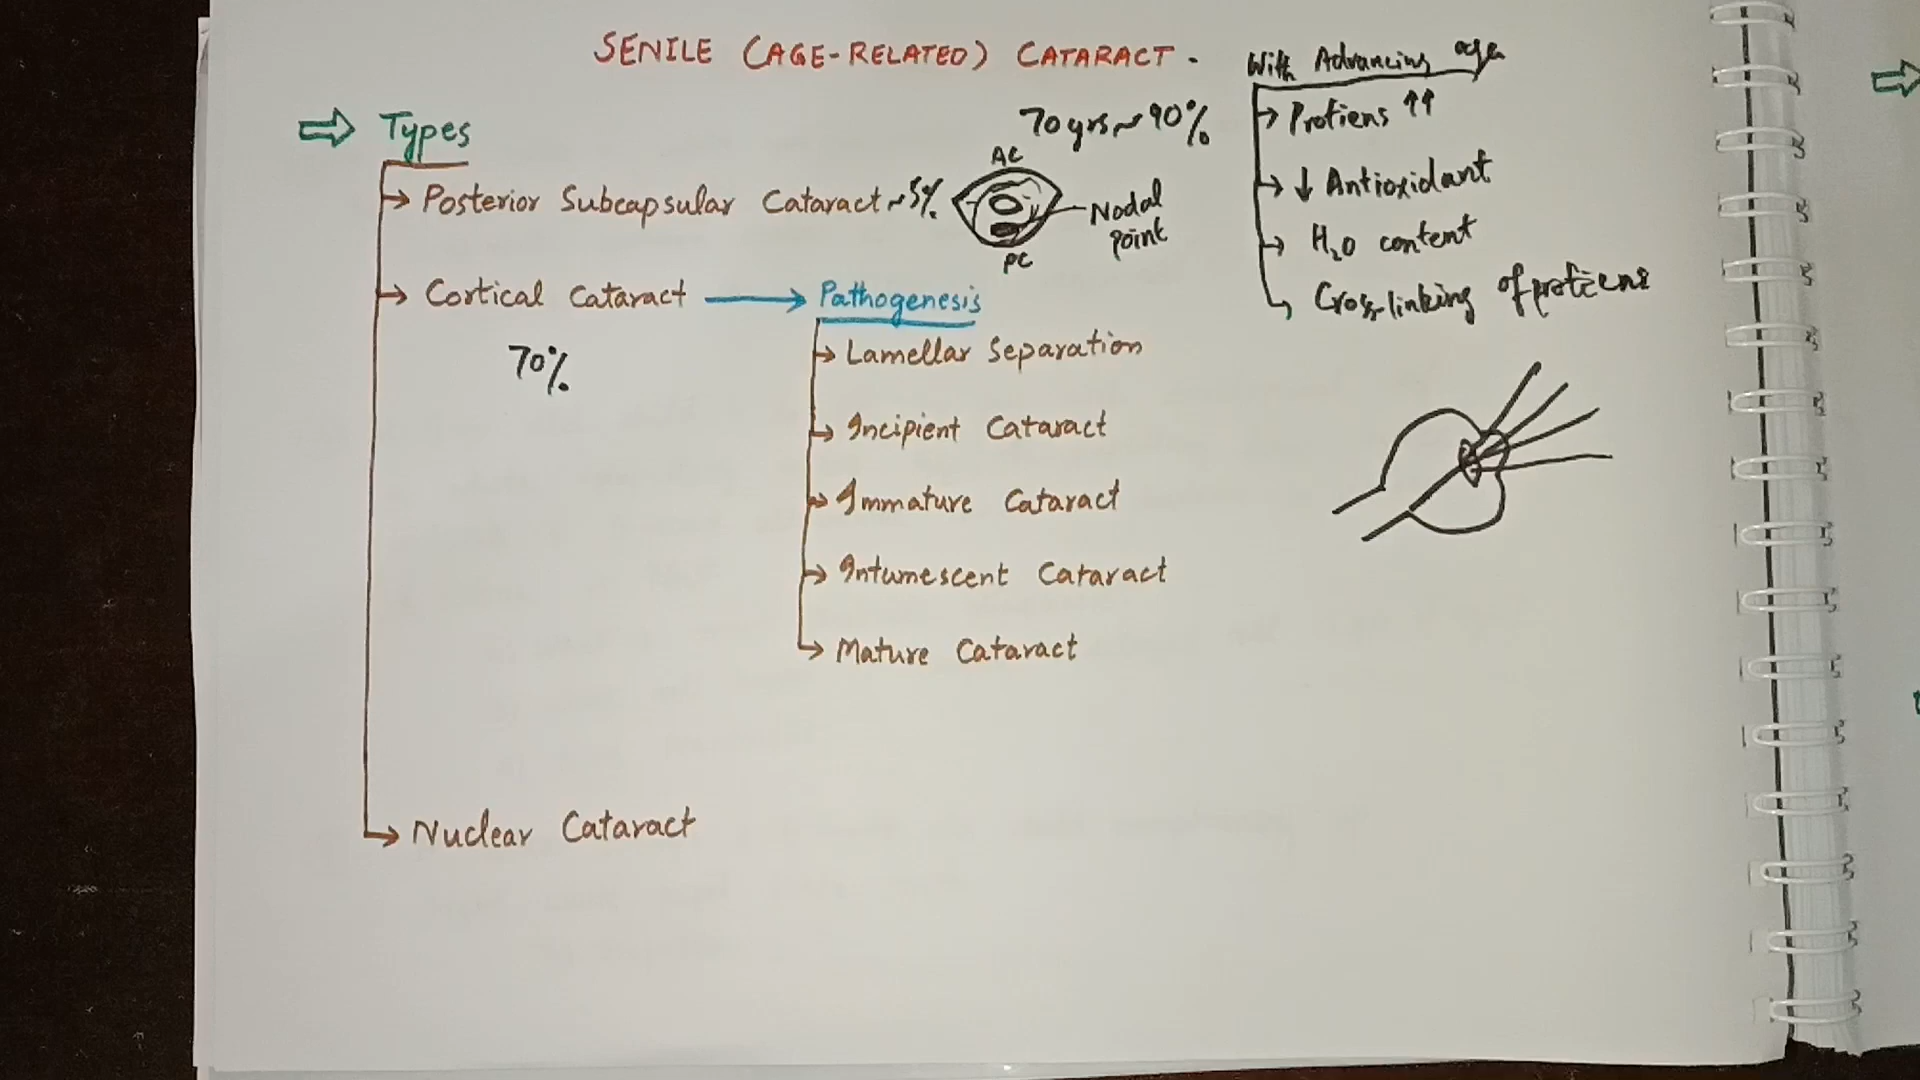 SENILE (AGE-RELATED) CATARACT.
With Advancing age
Types
70 yrs ~ 90%
Protiens ↑↑
AC
Posterior Subcapsular Cataract ~5%
Nodal
Point
PC
↓ Antioxidant
H₂O content
Cross-linking of protiens
Cortical Cataract → Pathogenesis
70%
Lamellar Separation
Incipient Cataract
Immature Cataract
Intumescent Cataract
Mature Cataract
Nuclear Cataract